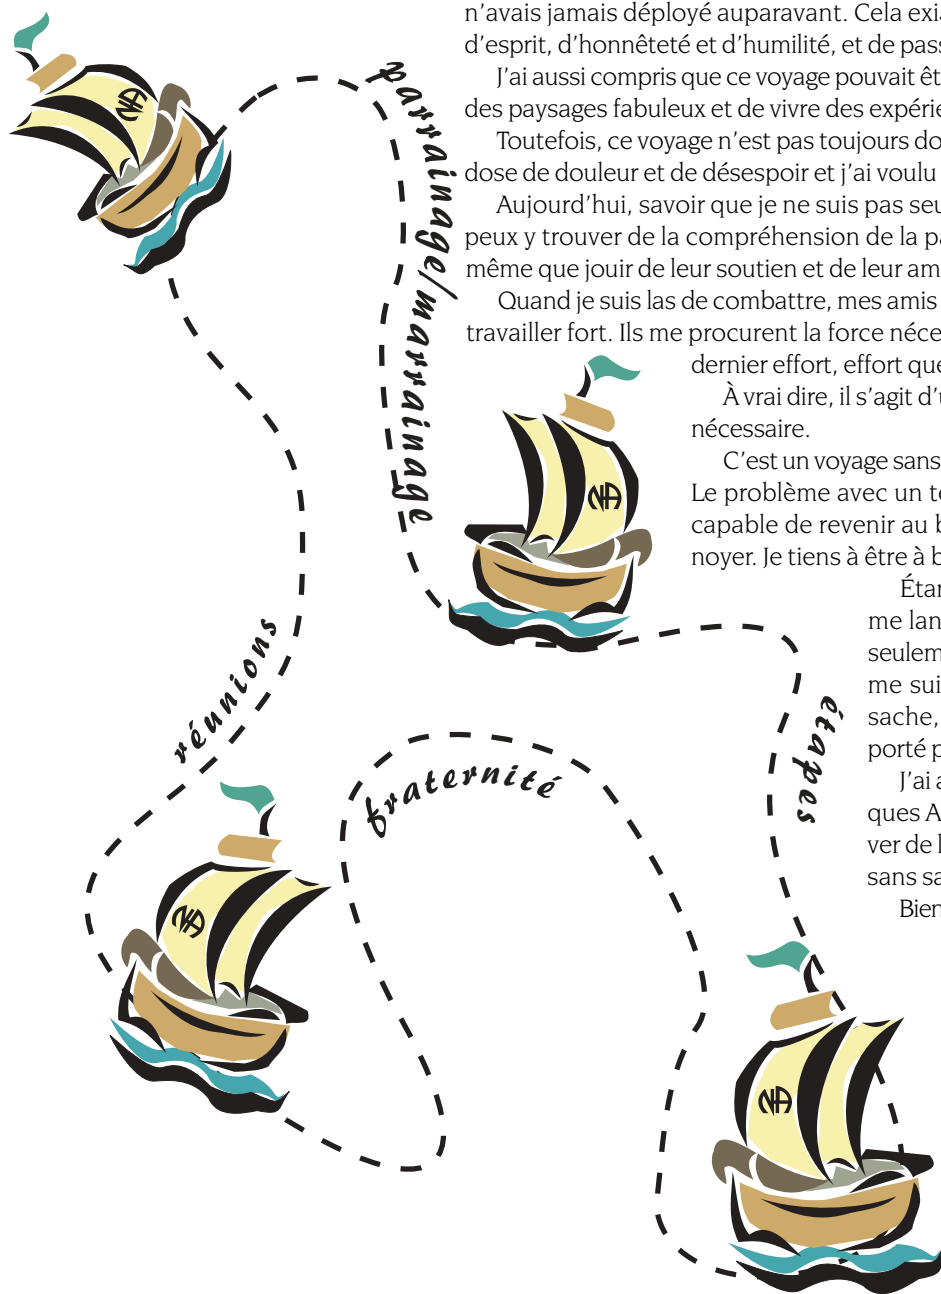 n’avais jamais déployé auparavant. Cela exi
d’esprit, d’honnêteté et d’humilité, et de pas
J’ai aussi compris que ce voyage pouvait êt
des paysages fabuleux et de vivre des expérie
Toutefois, ce voyage n’est pas toujours do
dose de douleur et de désespoir et j’ai voulu
Aujourd’hui, savoir que je ne suis pas seu
peux y trouver de la compréhension de la pa
même que jouir de leur soutien et de leur am
Quand je suis las de combattre, mes amis
travailler fort. Ils me procurent la force néce
dernier effort, effort que
À vrai dire, il s’agit d’u
nécessaire.
C’est un voyage sans
Le problème avec un te
capable de revenir au b
noyer. Je tiens à être à b
Étan
me lan
seulem
me sui
sache,
porté p
J’ai a
ques A
ver de l
sans sa
Bien
parrainage/marrainage
réunions
fraternité
étapes
NA
NA
NA
NA